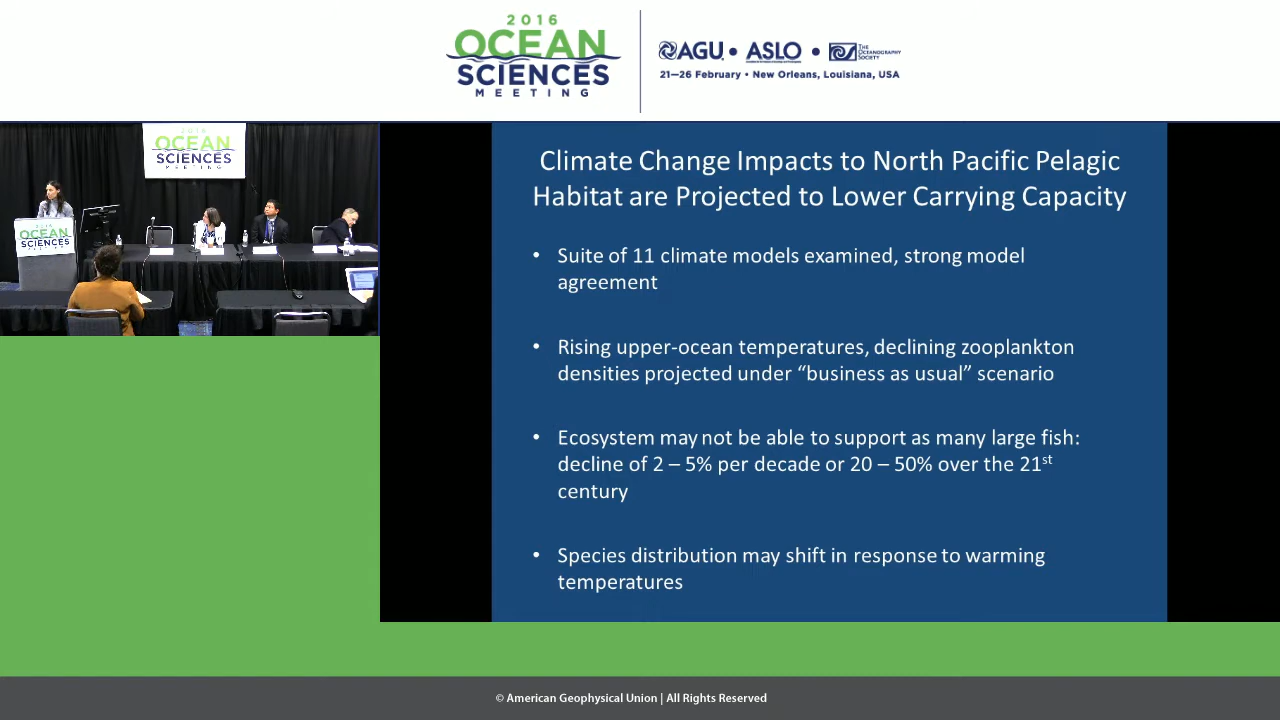 2016
OCEAN
SCIENCES
MEETING
AGU • ASLO • THE OCEANOGRAPHY SOCIETY
21—26 February • New Orleans, Louisiana, USA
2016
OCEAN
SCIENCES
MEETING
OCEAN
SCIENCES
Climate Change Impacts to North Pacific Pelagic
Habitat are Projected to Lower Carrying Capacity
• Suite of 11 climate models examined, strong model
agreement
• Rising upper-ocean temperatures, declining zooplankton
densities projected under “business as usual” scenario
• Ecosystem may not be able to support as many large fish:
decline of 2 – 5% per decade or 20 – 50% over the 21st
century
• Species distribution may shift in response to warming
temperatures
© American Geophysical Union | All Rights Reserved